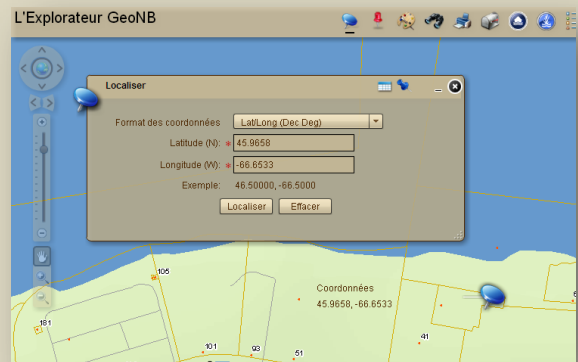 L'Explorateur GeoNB
Localiser
Format des coordonnées Lat/Long (Dec Deg)
Latitude (N): * 45.9658
Longitude (W): * -66.6533
Exemple: 46.50000,-66.5000
Localiser Effacer
105
Coordonnées
45.9658,-66.6533
181
41
101
93
51